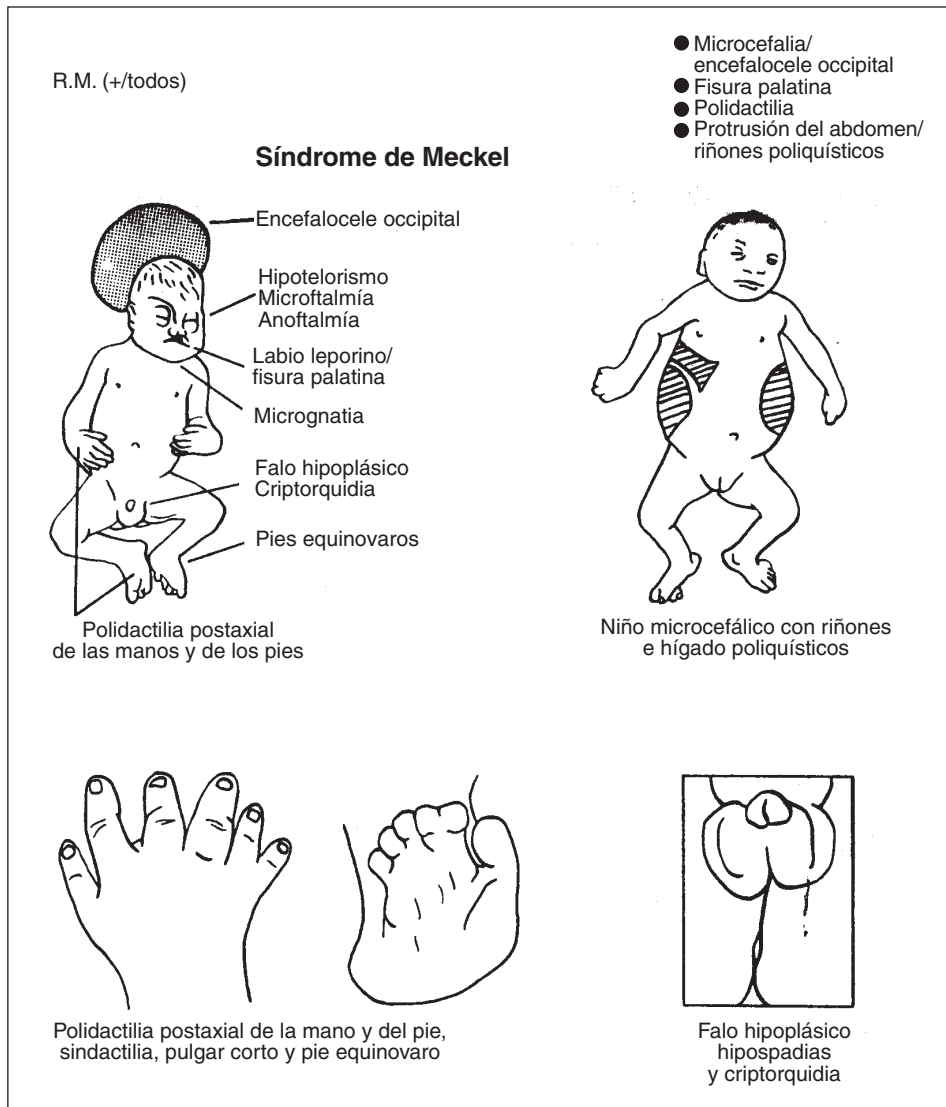 R.M. (+/todos)
● Microcefalia/
encefalocele occipital
● Fisura palatina
● Polidactilia
● Protrusión del abdomen/
riñones poliquísticos
Síndrome de Meckel
Encefalocele occipital
Hipotelorismo
Microftalmía
Anoftalmía
Labio leporino/
fisura palatina
Micrognatia
Falo hipoplásico
Criptorquidia
Pies equinovaros
Polidactilia postaxial
de las manos y de los pies
Niño microcefálico con riñones
e hígado poliquísticos
Polidactilia postaxial de la mano y del pie,
sindactilia, pulgar corto y pie equinovaro
Falo hipoplásico
hipospadias
y criptorquidia